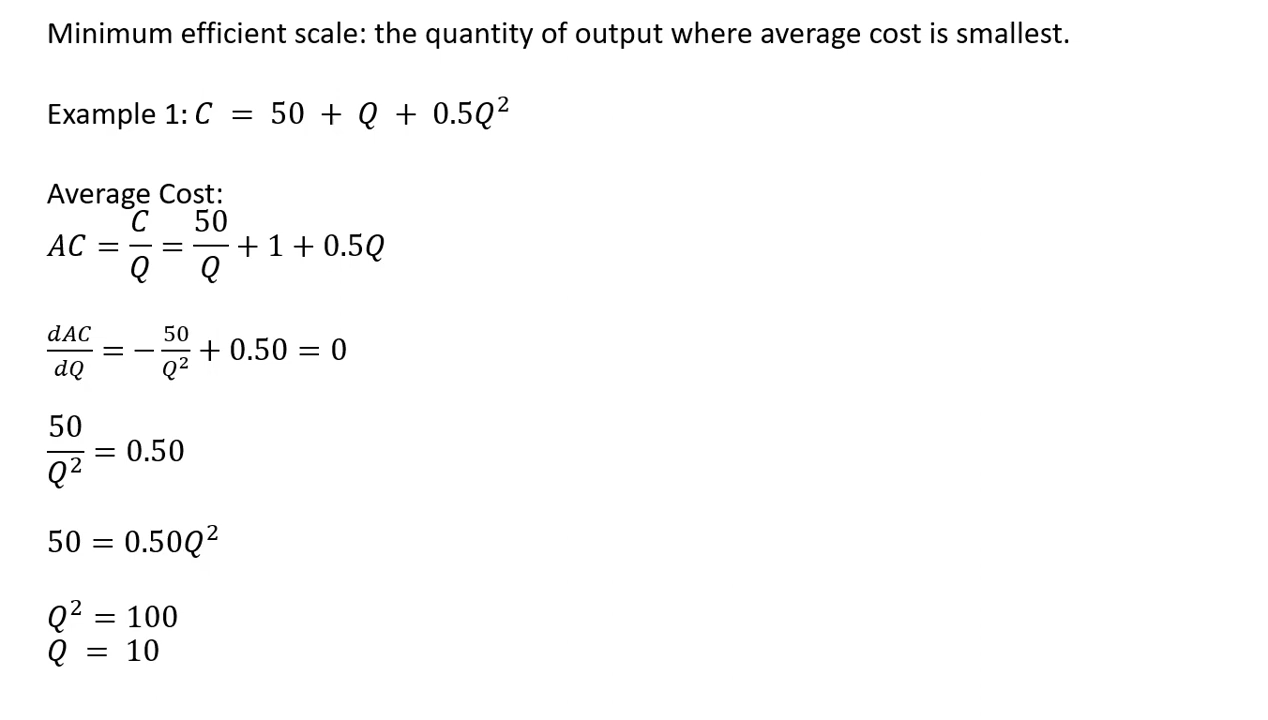 Minimum efficient scale: the quantity of output where average cost is smallest.
Example 1: C = 50 + Q + 0.5Q²
Average Cost:
AC = C/Q = 50/Q + 1 + 0.5Q
dAC/dQ = −50/Q² + 0.50 = 0
50/Q² = 0.50
50 = 0.50Q²
Q² = 100
Q = 10